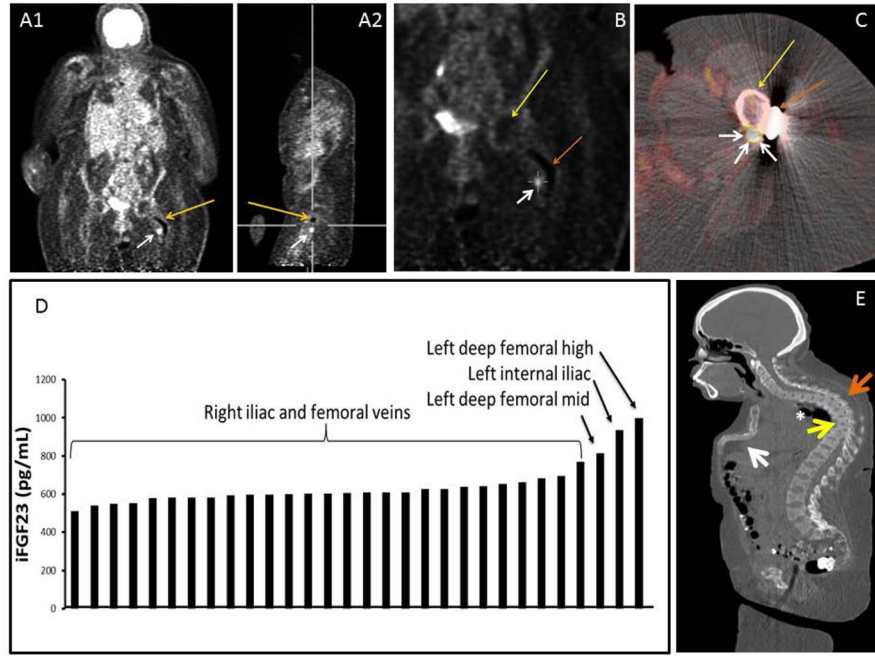 A1
A2
B
C
D
E
Left deep femoral high
Left internal iliac
Left deep femoral mid
Right iliac and femoral veins
iFGF23 (pg/mL)
1200
1000
800
600
400
200
0
*